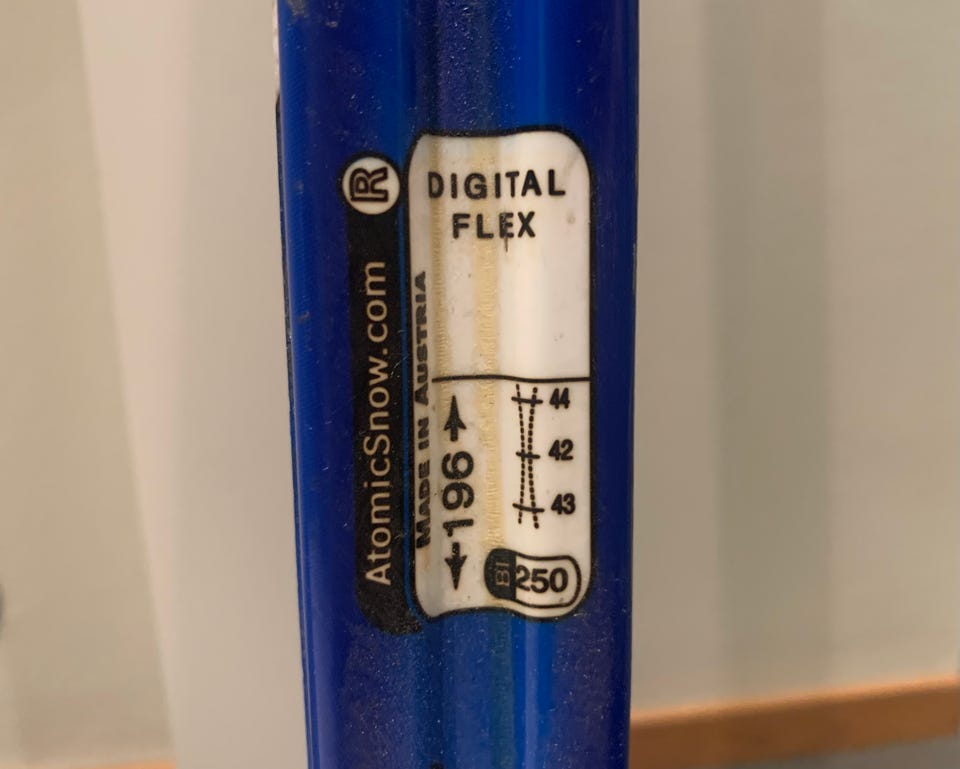 ®
AtomicSnow.com
DIGITAL
FLEX
MADE IN AUSTRIA
196
44
42
43
BI 250